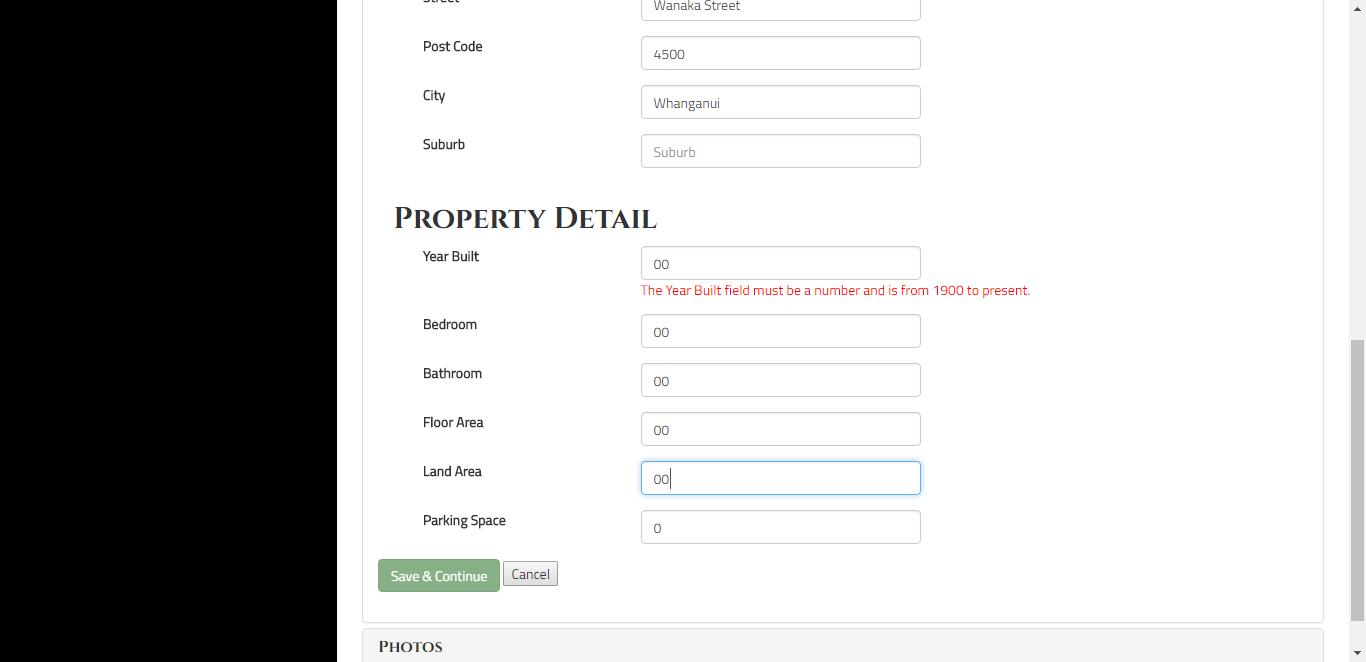 Street
Wanaka Street
Post Code
4500
City
Whanganui
Suburb
Suburb
Property Detail
Year Built
00
The Year Built field must be a number and is from 1900 to present.
Bedroom
00
Bathroom
00
Floor Area
00
Land Area
00
Parking Space
0
Save & Continue Cancel
Photos